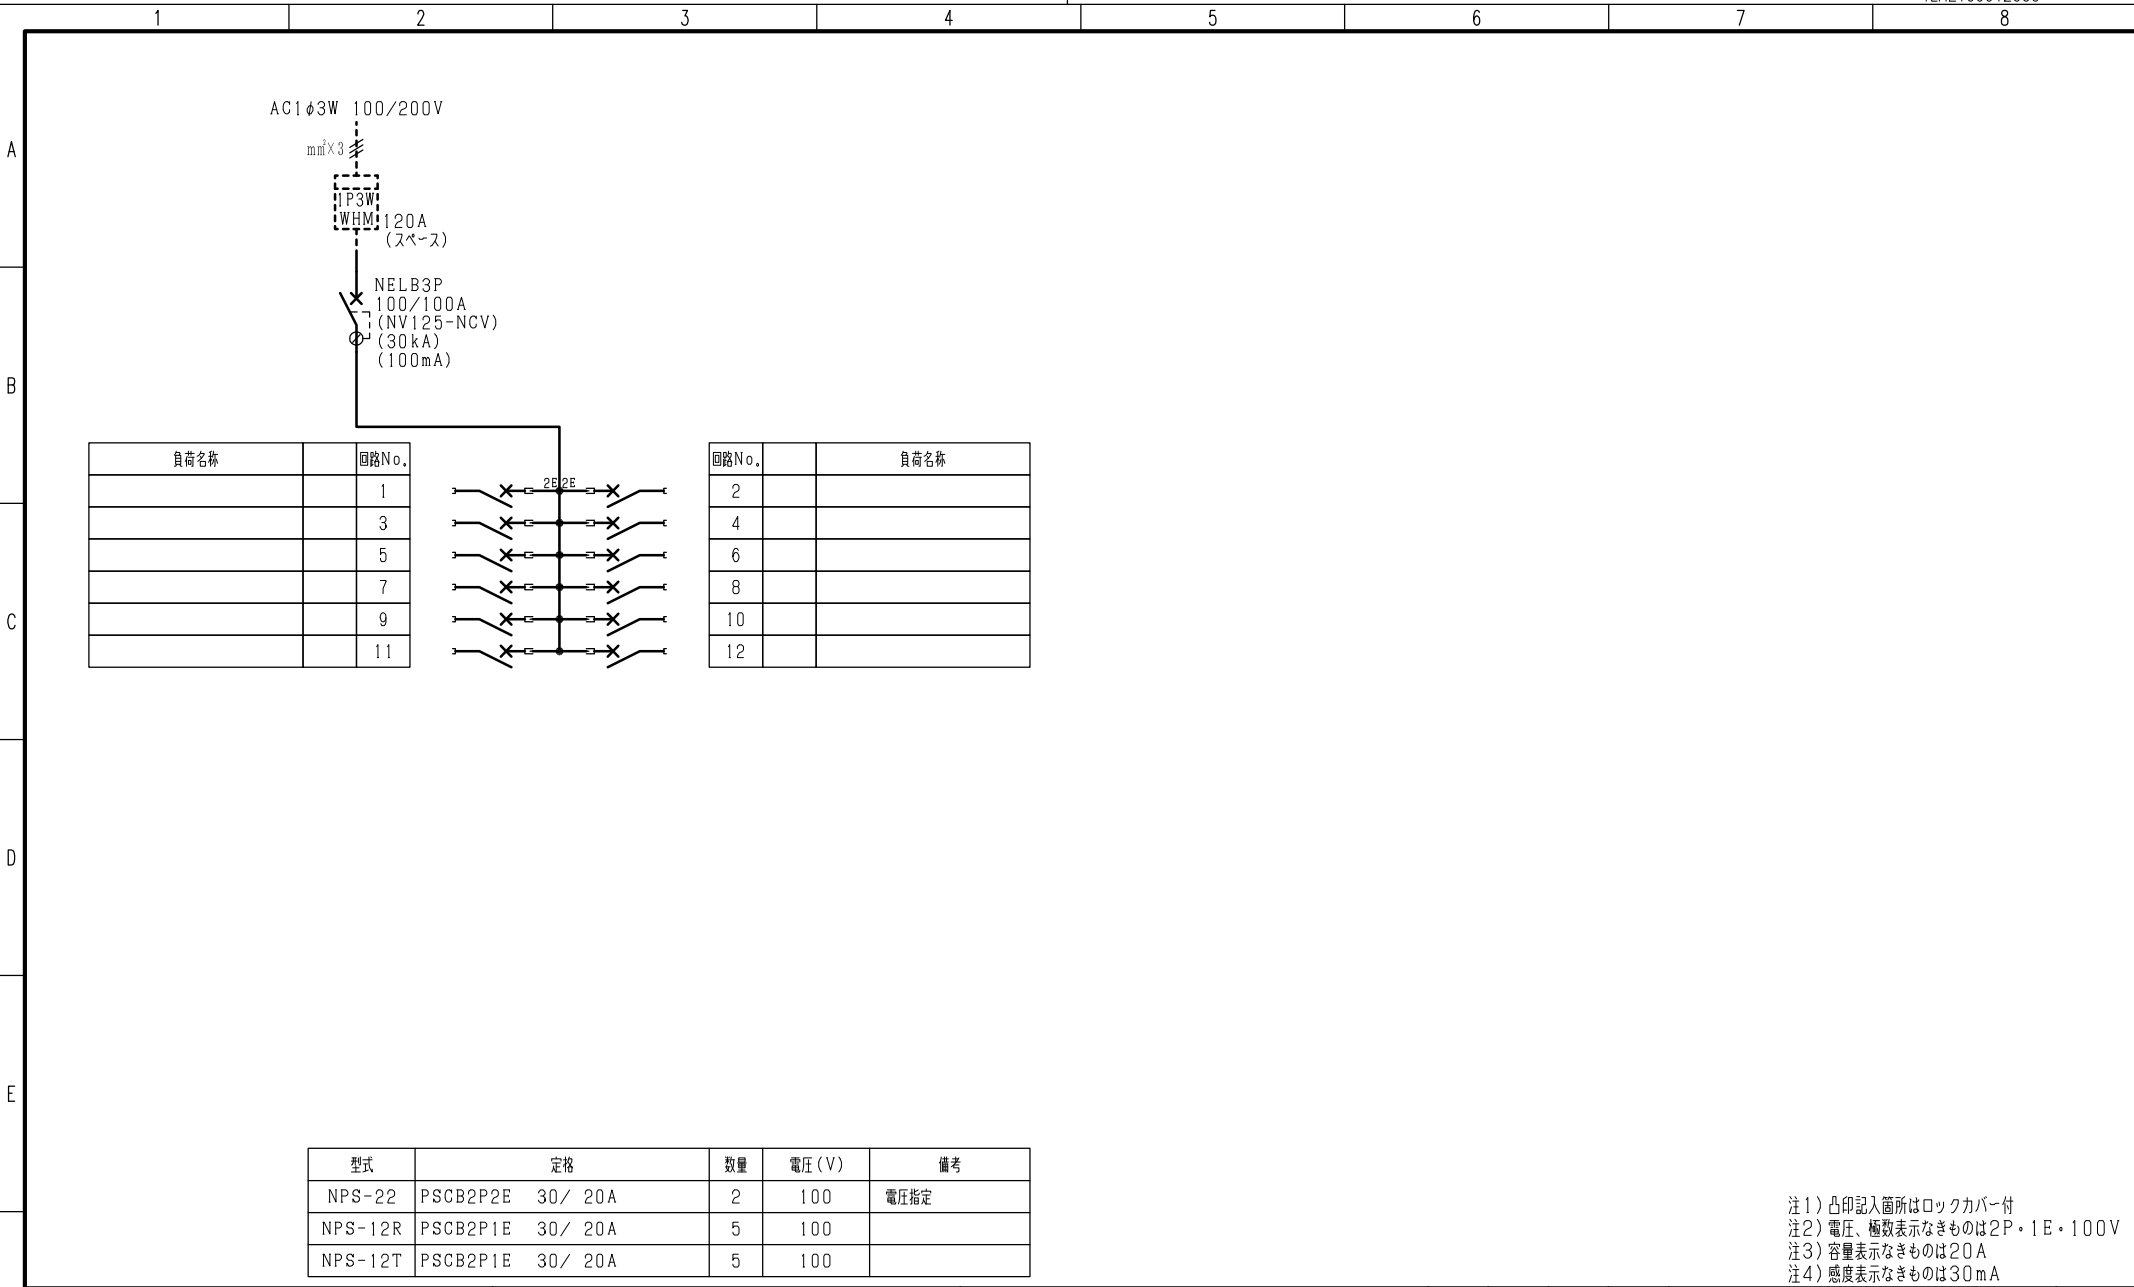 1 2 3 4 5 6 7 8
AC1φ3W 100/200V
A
mm²×3
1P3W
WHM
120A
(スペース)
NELB3P
100/100A
(NV125-NCV)
(30kA)
(100mA)
B
負荷名称 回路No. 回路No. 負荷名称
2E 2E
1 2
3 4
5 6
7 8
9 10
11 12
C
D
E
型式 定格 数量 電圧(V) 備考
NPS-22 PSCB2P2E 30/ 20A 2 100 電圧指定
NPS-12R PSCB2P1E 30/ 20A 5 100
NPS-12T PSCB2P1E 30/ 20A 5 100
注1)凸印記入箇所はロックカバー付
注2)電圧、極数表示なきものは2P・1E・100V
注3)容量表示なきものは20A
注4)感度表示なきものは30mA